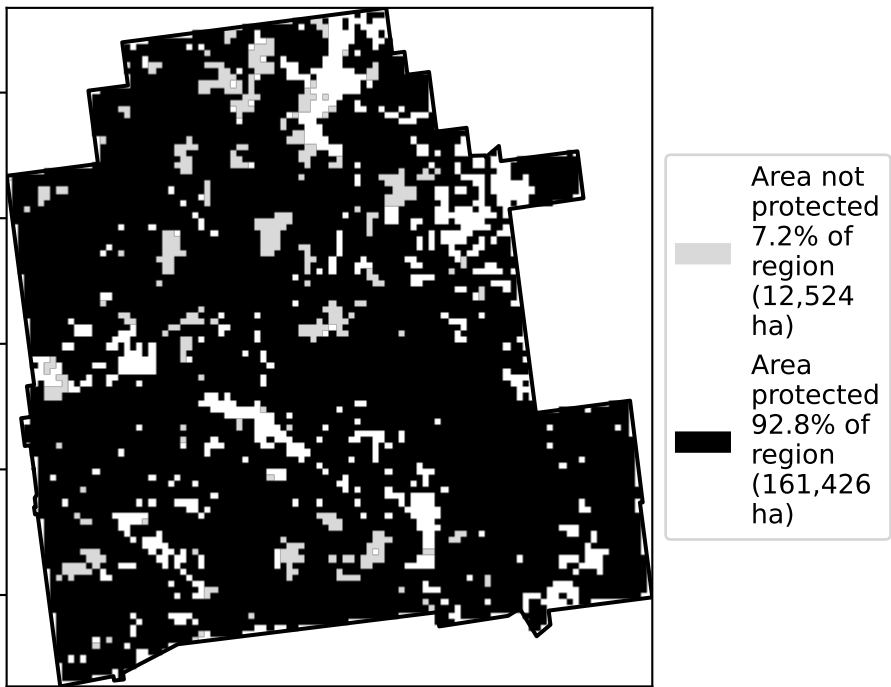 Area not
protected
7.2% of
region
(12,524
ha)
Area
protected
92.8% of
region
(161,426
ha)